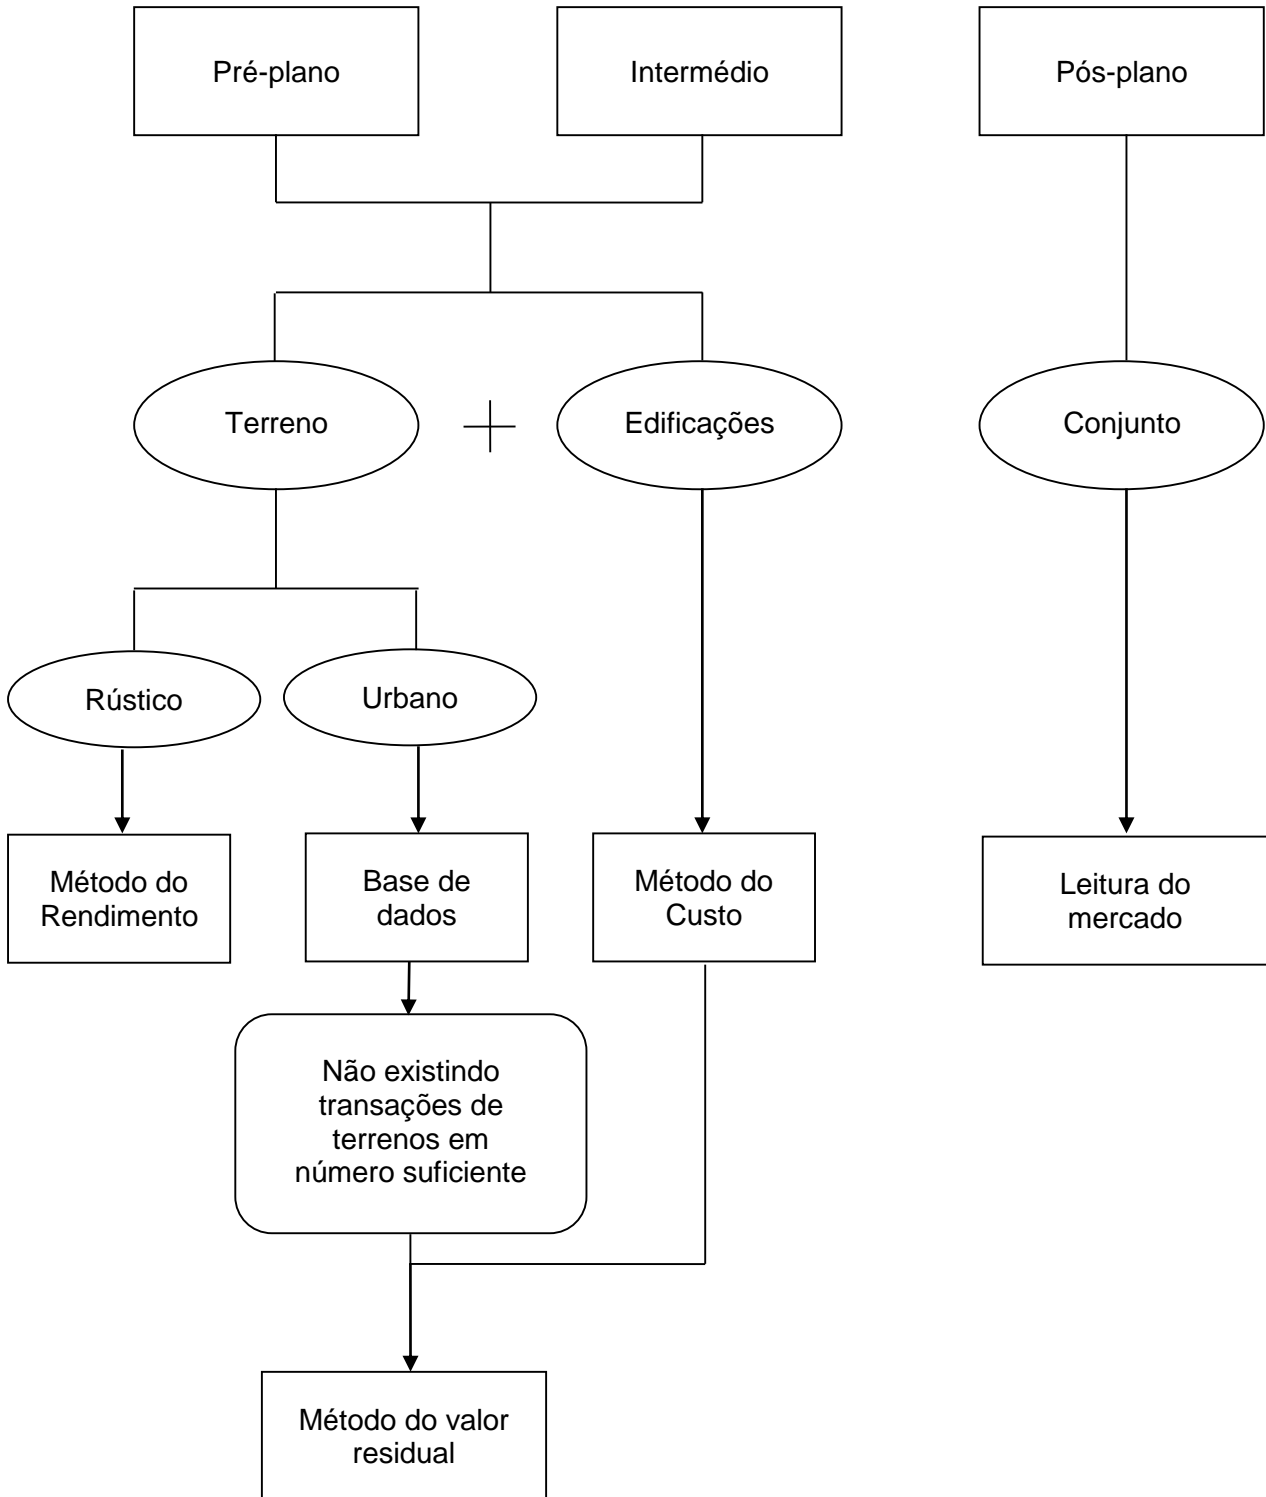 Pré-plano
Intermédio
Pós-plano
Terreno
Edificações
Conjunto
Rústico
Urbano
Método do
Rendimento
Base de
dados
Método do
Custo
Leitura do
mercado
Não existindo
transações de
terrenos em
número suficiente
Método do valor
residual